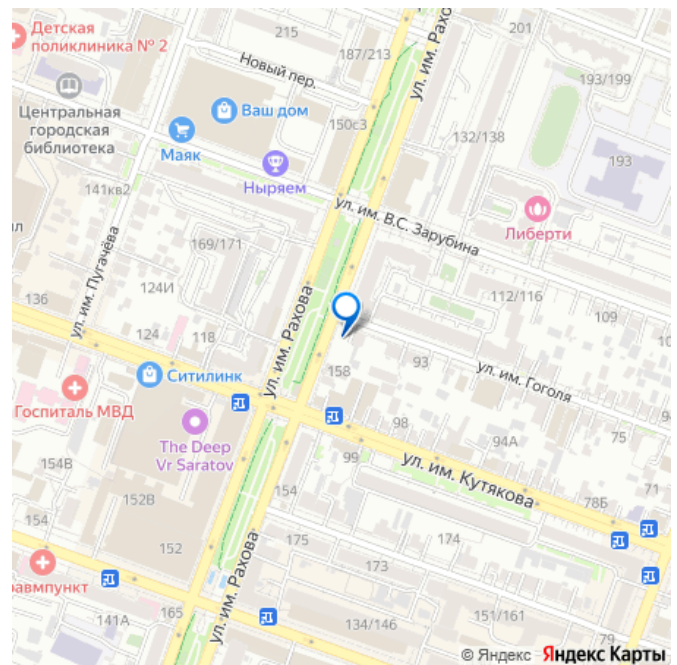 Детская
поликлиника № 2
215
187/213
201
Новый пер.
ул. им. Рахова
193/199
Центральная
городская
библиотека
Ваш дом
150с3
Маяк
132/138
193
Ныряем
141кв2
ул. им. В.С. Зарубина
Либерти
169/171
ул. им. Пугачёва
124И
136
112/116
109
ул. им. Рахова
124
118
93
ул. им. Гоголя
158
Ситилинк
Госпиталь МВД
The Deep
Vr Saratov
98
94А
75
99
ул. им. Кутякова
154В
152В
154
78Б
71
154
152
ул. им. Рахова
175
174
173
равмпункт
141А
165
134/146
151/161
79
© Яндекс Яндекс Карты